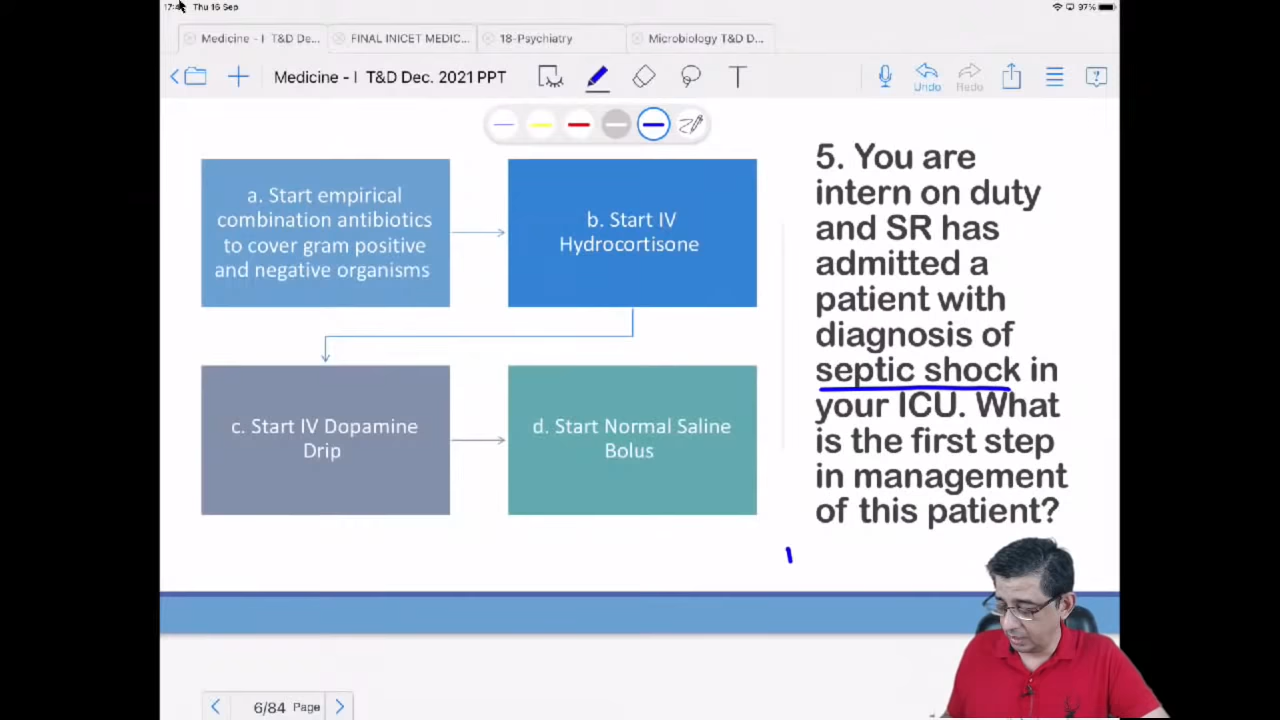 Thu 16 Sep
97%
Medicine - I T&D De...
FINAL INICET MEDIC...
18-Psychiatry
Microbiology T&D D...
Medicine - I T&D Dec. 2021 PPT
T
Undo
Redo
?
a. Start empirical
combination antibiotics
to cover gram positive
and negative organisms
b. Start IV
Hydrocortisone
c. Start IV Dopamine
Drip
d. Start Normal Saline
Bolus
5. You are
intern on duty
and SR has
admitted a
patient with
diagnosis of
septic shock in
your ICU. What
is the first step
in management
of this patient?
6/84 Page